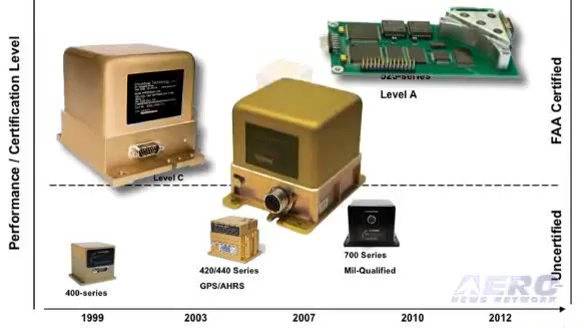 Performance / Certification Level
FAA Certified
Uncertified
525-series
Level A
Level C
400-series
420/440 Series
GPS/AHRS
700 Series
Mil-Qualified
AERO
NEWS NETWORK
1999
2003
2007
2010
2012